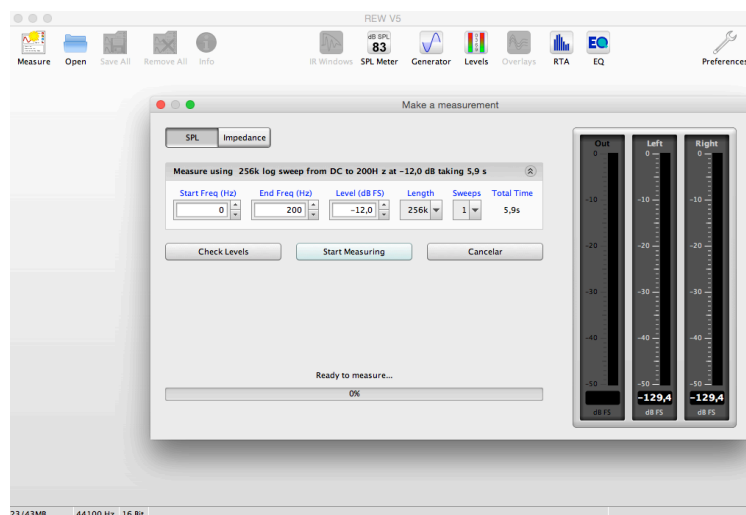 REW V5
dB SPL
83
Measure Open Save All Remove All Info IR Windows SPL Meter Generator Levels Overlays RTA EQ Preferences
Make a measurement
SPL Impedance
Measure using 256k log sweep from DC to 200H z at -12,0 dB taking 5,9 s
Start Freq (Hz) End Freq (Hz) Level (dB FS) Length Sweeps Total Time
0 200 -12,0 256k 1 5,9s
Check Levels Start Measuring Cancelar
Ready to measure...
0%
Out Left Right
0 0 0
-10 -10 -10
-20 -20 -20
-30 -30 -30
-40 -40 -40
-50 -50 -50
-129,4 -129,4
dB FS dB FS dB FS
23/43MB 44100 Hz 16 Bit